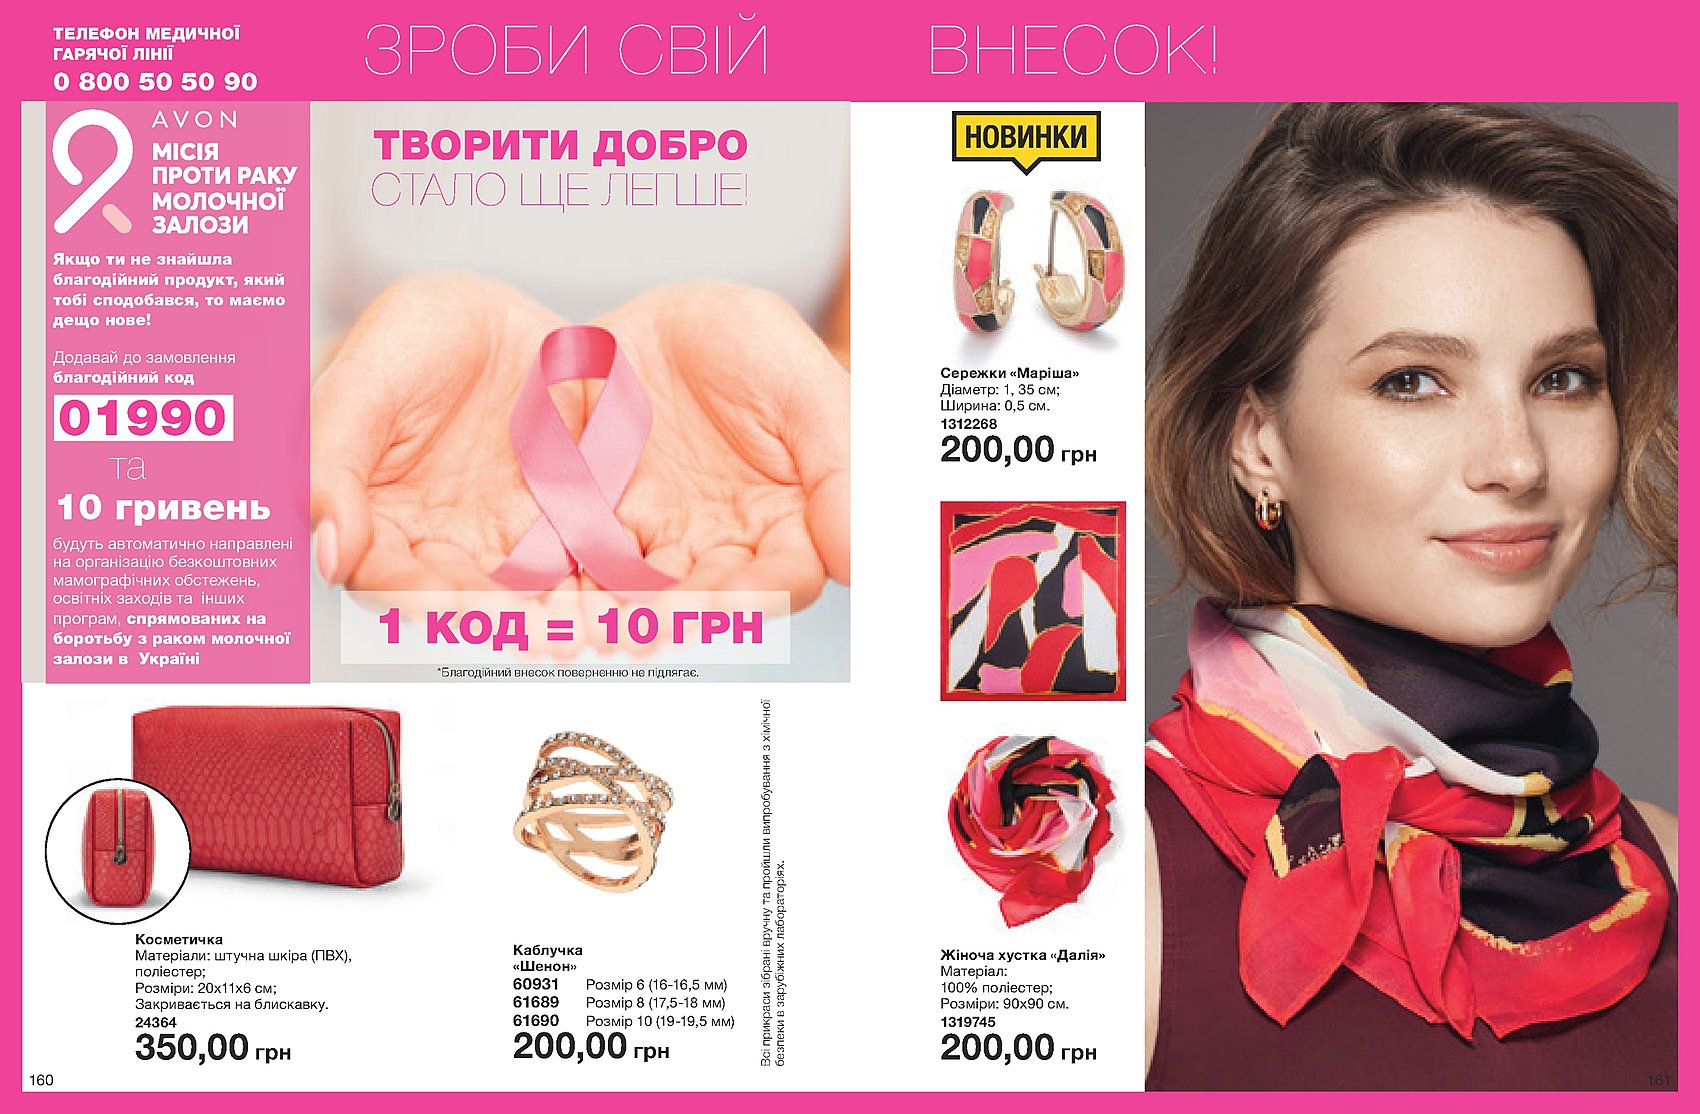 ТЕЛЕФОН МЕДИЧНОЇ
ГАРЯЧОЇ ЛІНІЇ
0 800 50 50 90
ЗРОБИ СВІЙ ВНЕСОК!
AVON
МІСІЯ
ПРОТИ РАКУ
МОЛОЧНОЇ
ЗАЛОЗИ
Якщо ти не знайшла
благодійний продукт, який
тобі сподобався, то маємо
дещо нове!
Додавай до замовлення
благодійний код
01990
та
10 гривень
будуть автоматично направлені
на організацію безкоштовних
мамографічних обстежень,
освітніх заходів та інших
програм, спрямованих на
боротьбу з раком молочної
залози в Україні
ТВОРИТИ ДОБРО
СТАЛО ЩЕ ЛЕГШЕ!
1 КОД = 10 ГРН
*Благодійний внесок поверненню не підлягає.
Косметичка
Матеріали: штучна шкіра (ПВХ),
поліестер;
Розміри: 20х11х6 см;
Закривається на блискавку.
24364
350,00 грн
Каблучка
«Шенон»
60931 Розмір 6 (16-16,5 мм)
61689 Розмір 8 (17,5-18 мм)
61690 Розмір 10 (19-19,5 мм)
200,00 грн
Всі прикраси зібрані вручну та пройшли випробування з хімічної
безпеки в зарубіжних лабораторіях.
160
НОВИНКИ
Сережки «Маріша»
Діаметр: 1, 35 см;
Ширина: 0,5 см.
1312268
200,00 грн
Жіноча хустка «Далія»
Матеріал:
100% поліестер;
Розміри: 90х90 см.
1319745
200,00 грн
161